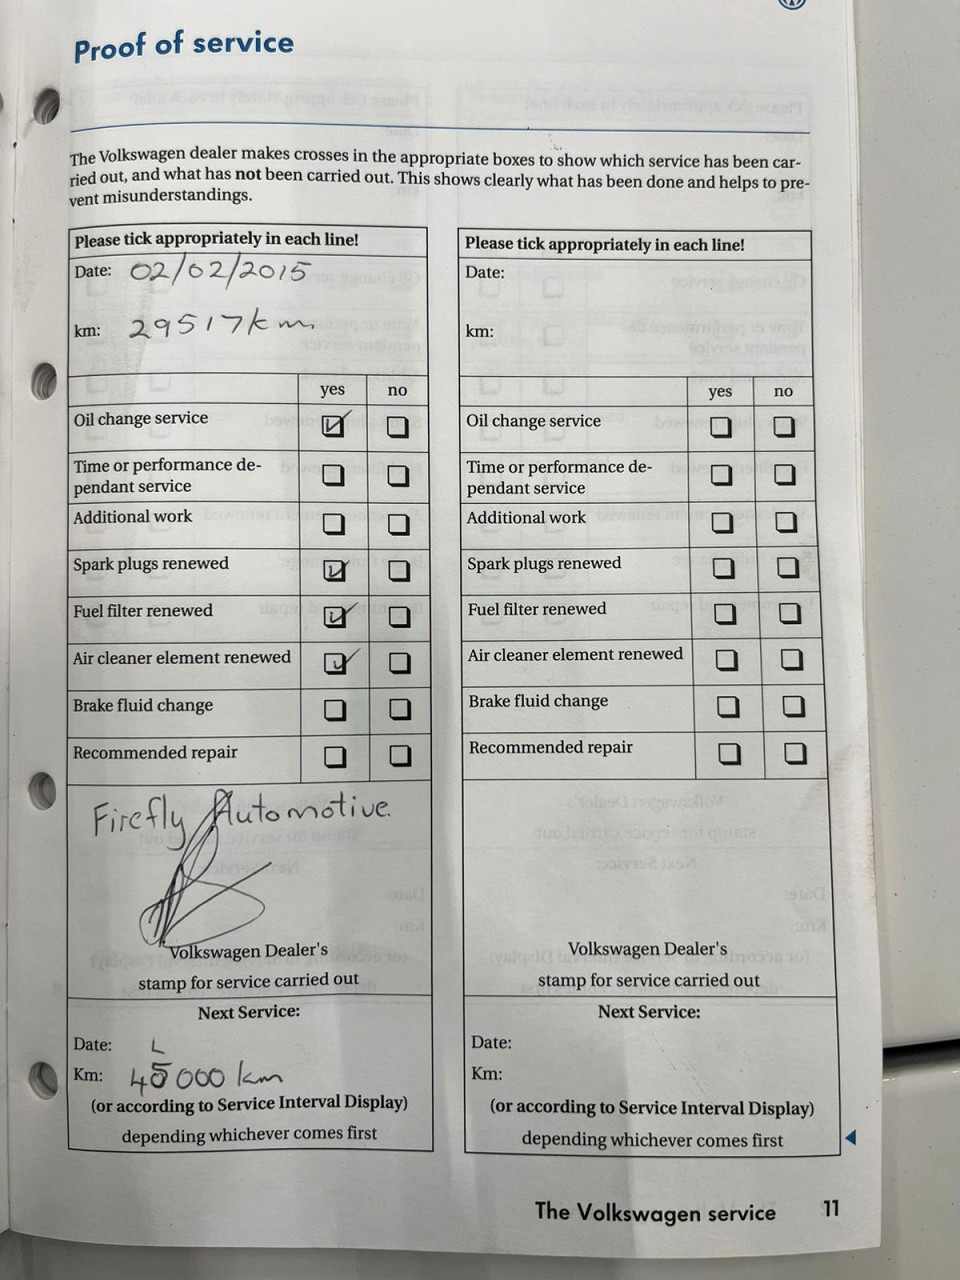 Proof of service
The Volkswagen dealer makes crosses in the appropriate boxes to show which service has been car-
ried out, and what has not been carried out. This shows clearly what has been done and helps to pre-
vent misunderstandings.
Please tick appropriately in each line!
Date: 02/02/2015
km: 29517km
yes no
Oil change service
Time or performance de-
pendant service
Additional work
Spark plugs renewed
Fuel filter renewed
Air cleaner element renewed
Brake fluid change
Recommended repair
Firefly Automotive.
Volkswagen Dealer's
stamp for service carried out
Next Service:
Date:
Km: 45000 km
(or according to Service Interval Display)
depending whichever comes first
Please tick appropriately in each line!
Date:
km:
yes no
Oil change service
Time or performance de-
pendant service
Additional work
Spark plugs renewed
Fuel filter renewed
Air cleaner element renewed
Brake fluid change
Recommended repair
Volkswagen Dealer's
stamp for service carried out
Next Service:
Date:
Km:
(or according to Service Interval Display)
depending whichever comes first
The Volkswagen service 11